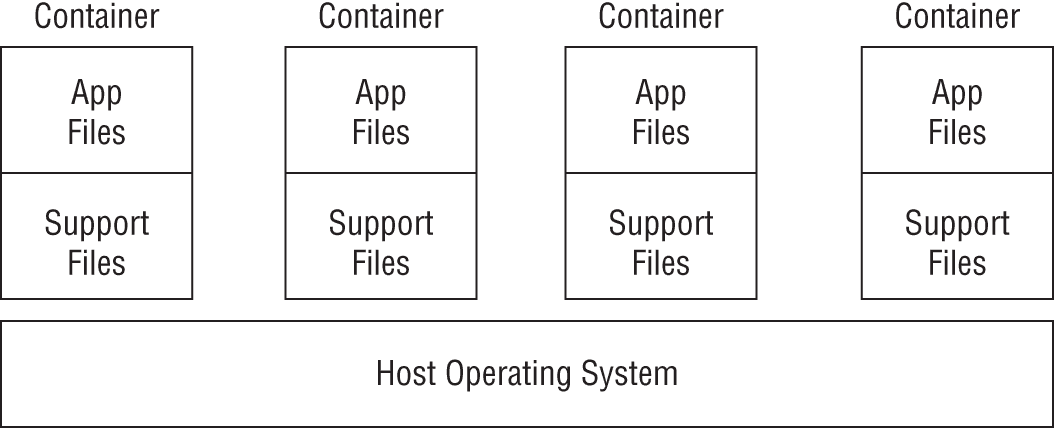 Container
Container
Container
Container
App
Files
App
Files
App
Files
App
Files
Support
Files
Support
Files
Support
Files
Support
Files
Host Operating System